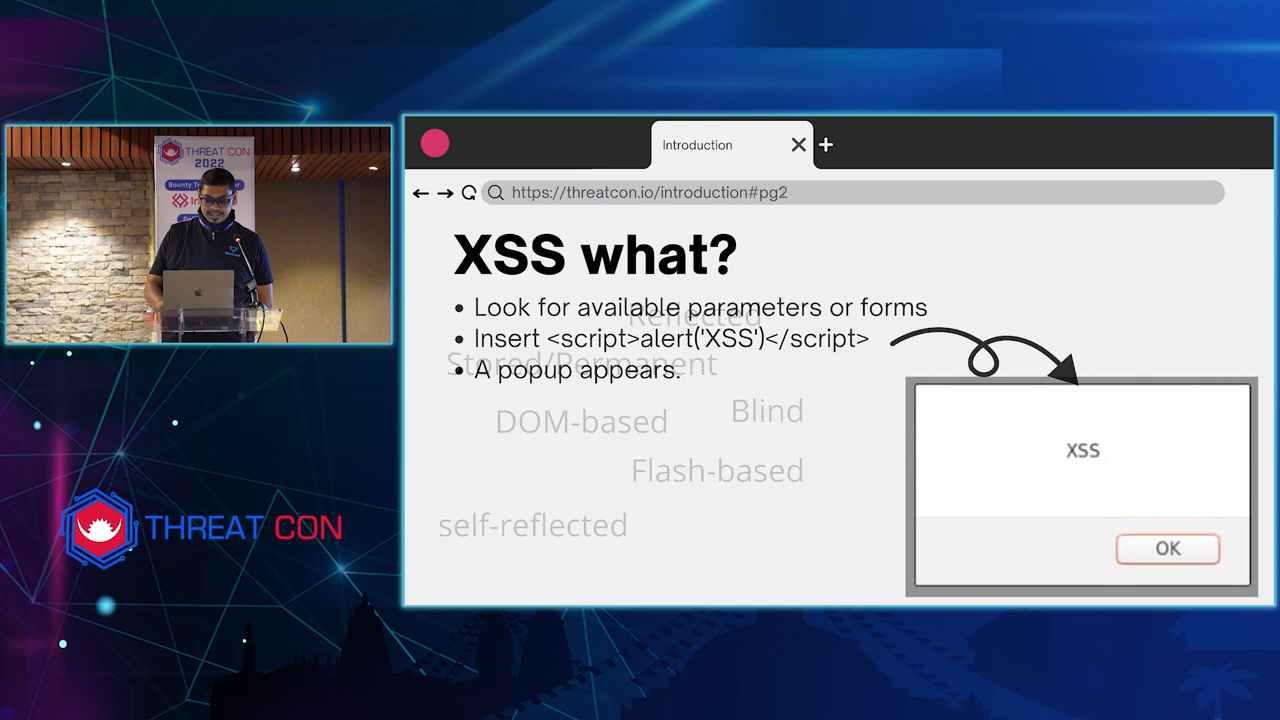 THREAT CON
2022
Introduction
https://threatcon.io/introduction#pg2
XSS what?
• Look for available parameters or forms
Reflected
• Insert <script>alert('XSS')</script>
Stored/Permanent
• A popup appears.
DOM-based
Blind
Flash-based
self-reflected
XSS
OK
THREAT CON